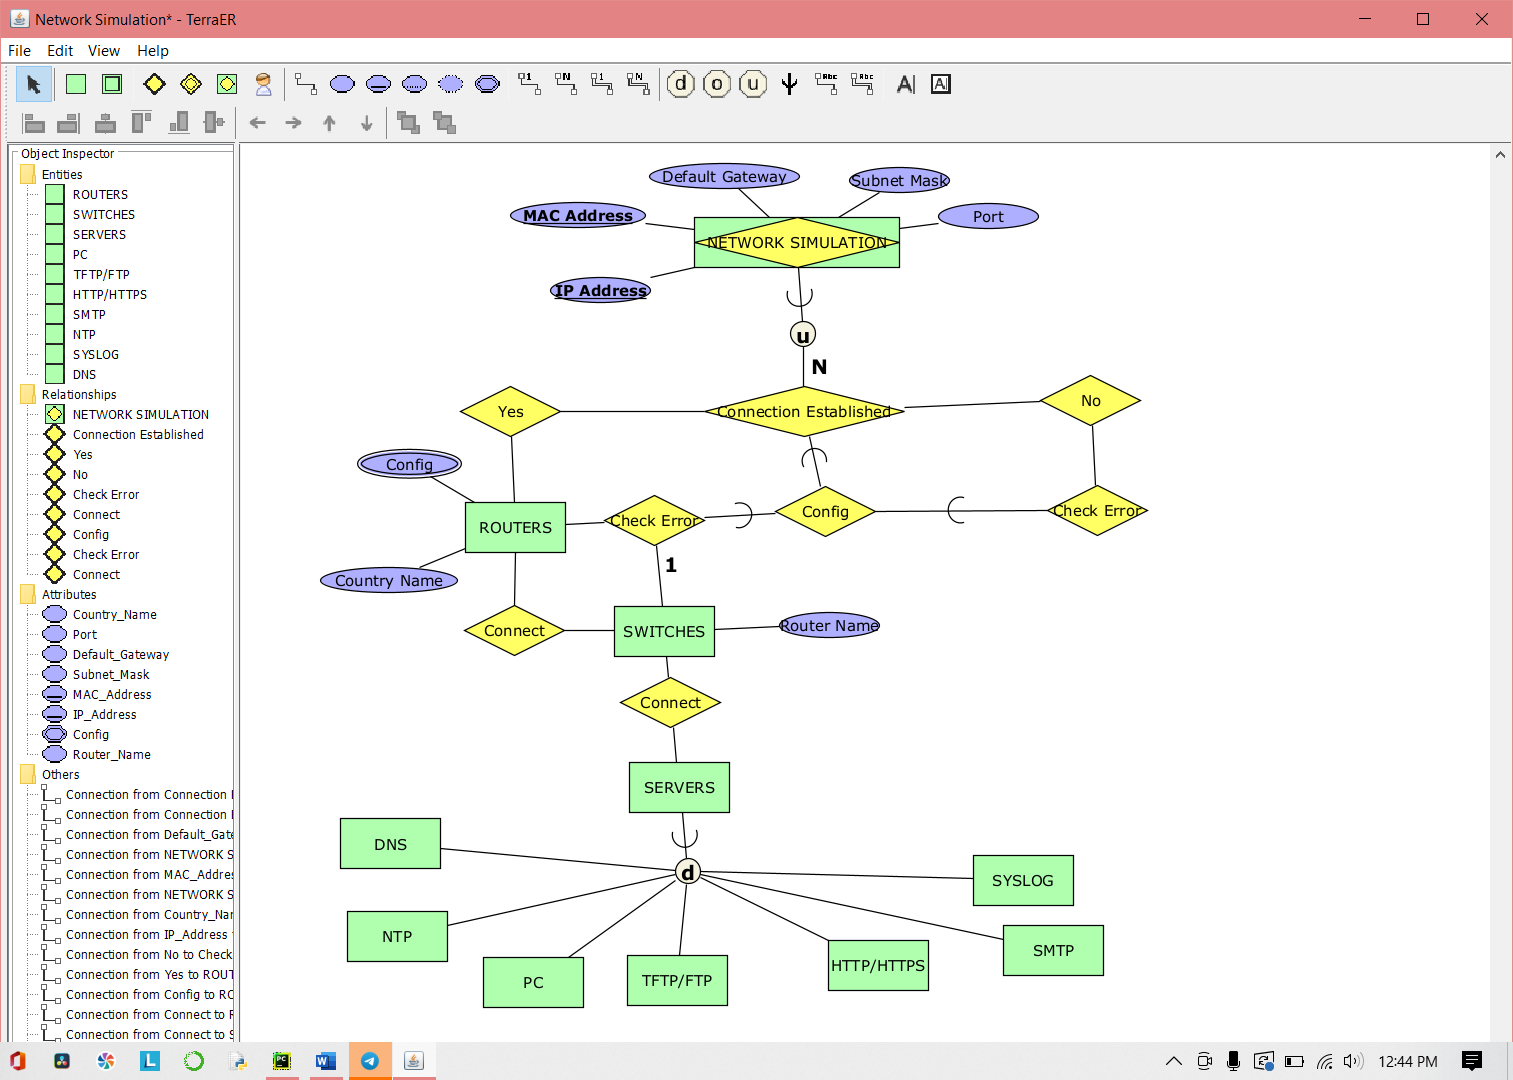 Network Simulation* - TerraER
File Edit View Help
1 N 1 N d o u Rbc Rbc A A
Object Inspector
Entities
ROUTERS
SWITCHES
SERVERS
PC
TFTP/FTP
HTTP/HTTPS
SMTP
NTP
SYSLOG
DNS
Relationships
NETWORK SIMULATION
Connection Established
Yes
No
Check Error
Connect
Config
Check Error
Connect
Attributes
Country_Name
Port
Default_Gateway
Subnet_Mask
MAC_Address
IP_Address
Config
Router_Name
Others
Connection from Connection
Connection from Connection
Connection from Default_Gate
Connection from NETWORK S
Connection from MAC_Addre
Connection from NETWORK S
Connection from Country_Nar
Connection from IP_Address
Connection from No to Check
Connection from Yes to ROUT
Connection from Config to RO
Connection from Connect to R
Connection from Connect to S
Default Gateway
Subnet Mask
MAC Address
Port
NETWORK SIMULATION
IP Address
u
N
Yes
Connection Established
No
Config
ROUTERS
Check Error
Config
Check Error
1
Country Name
Connect
SWITCHES
Router Name
Connect
SERVERS
DNS
d
SYSLOG
NTP
PC
TFTP/FTP
HTTP/HTTPS
SMTP
L
PC
W
12:44 PM